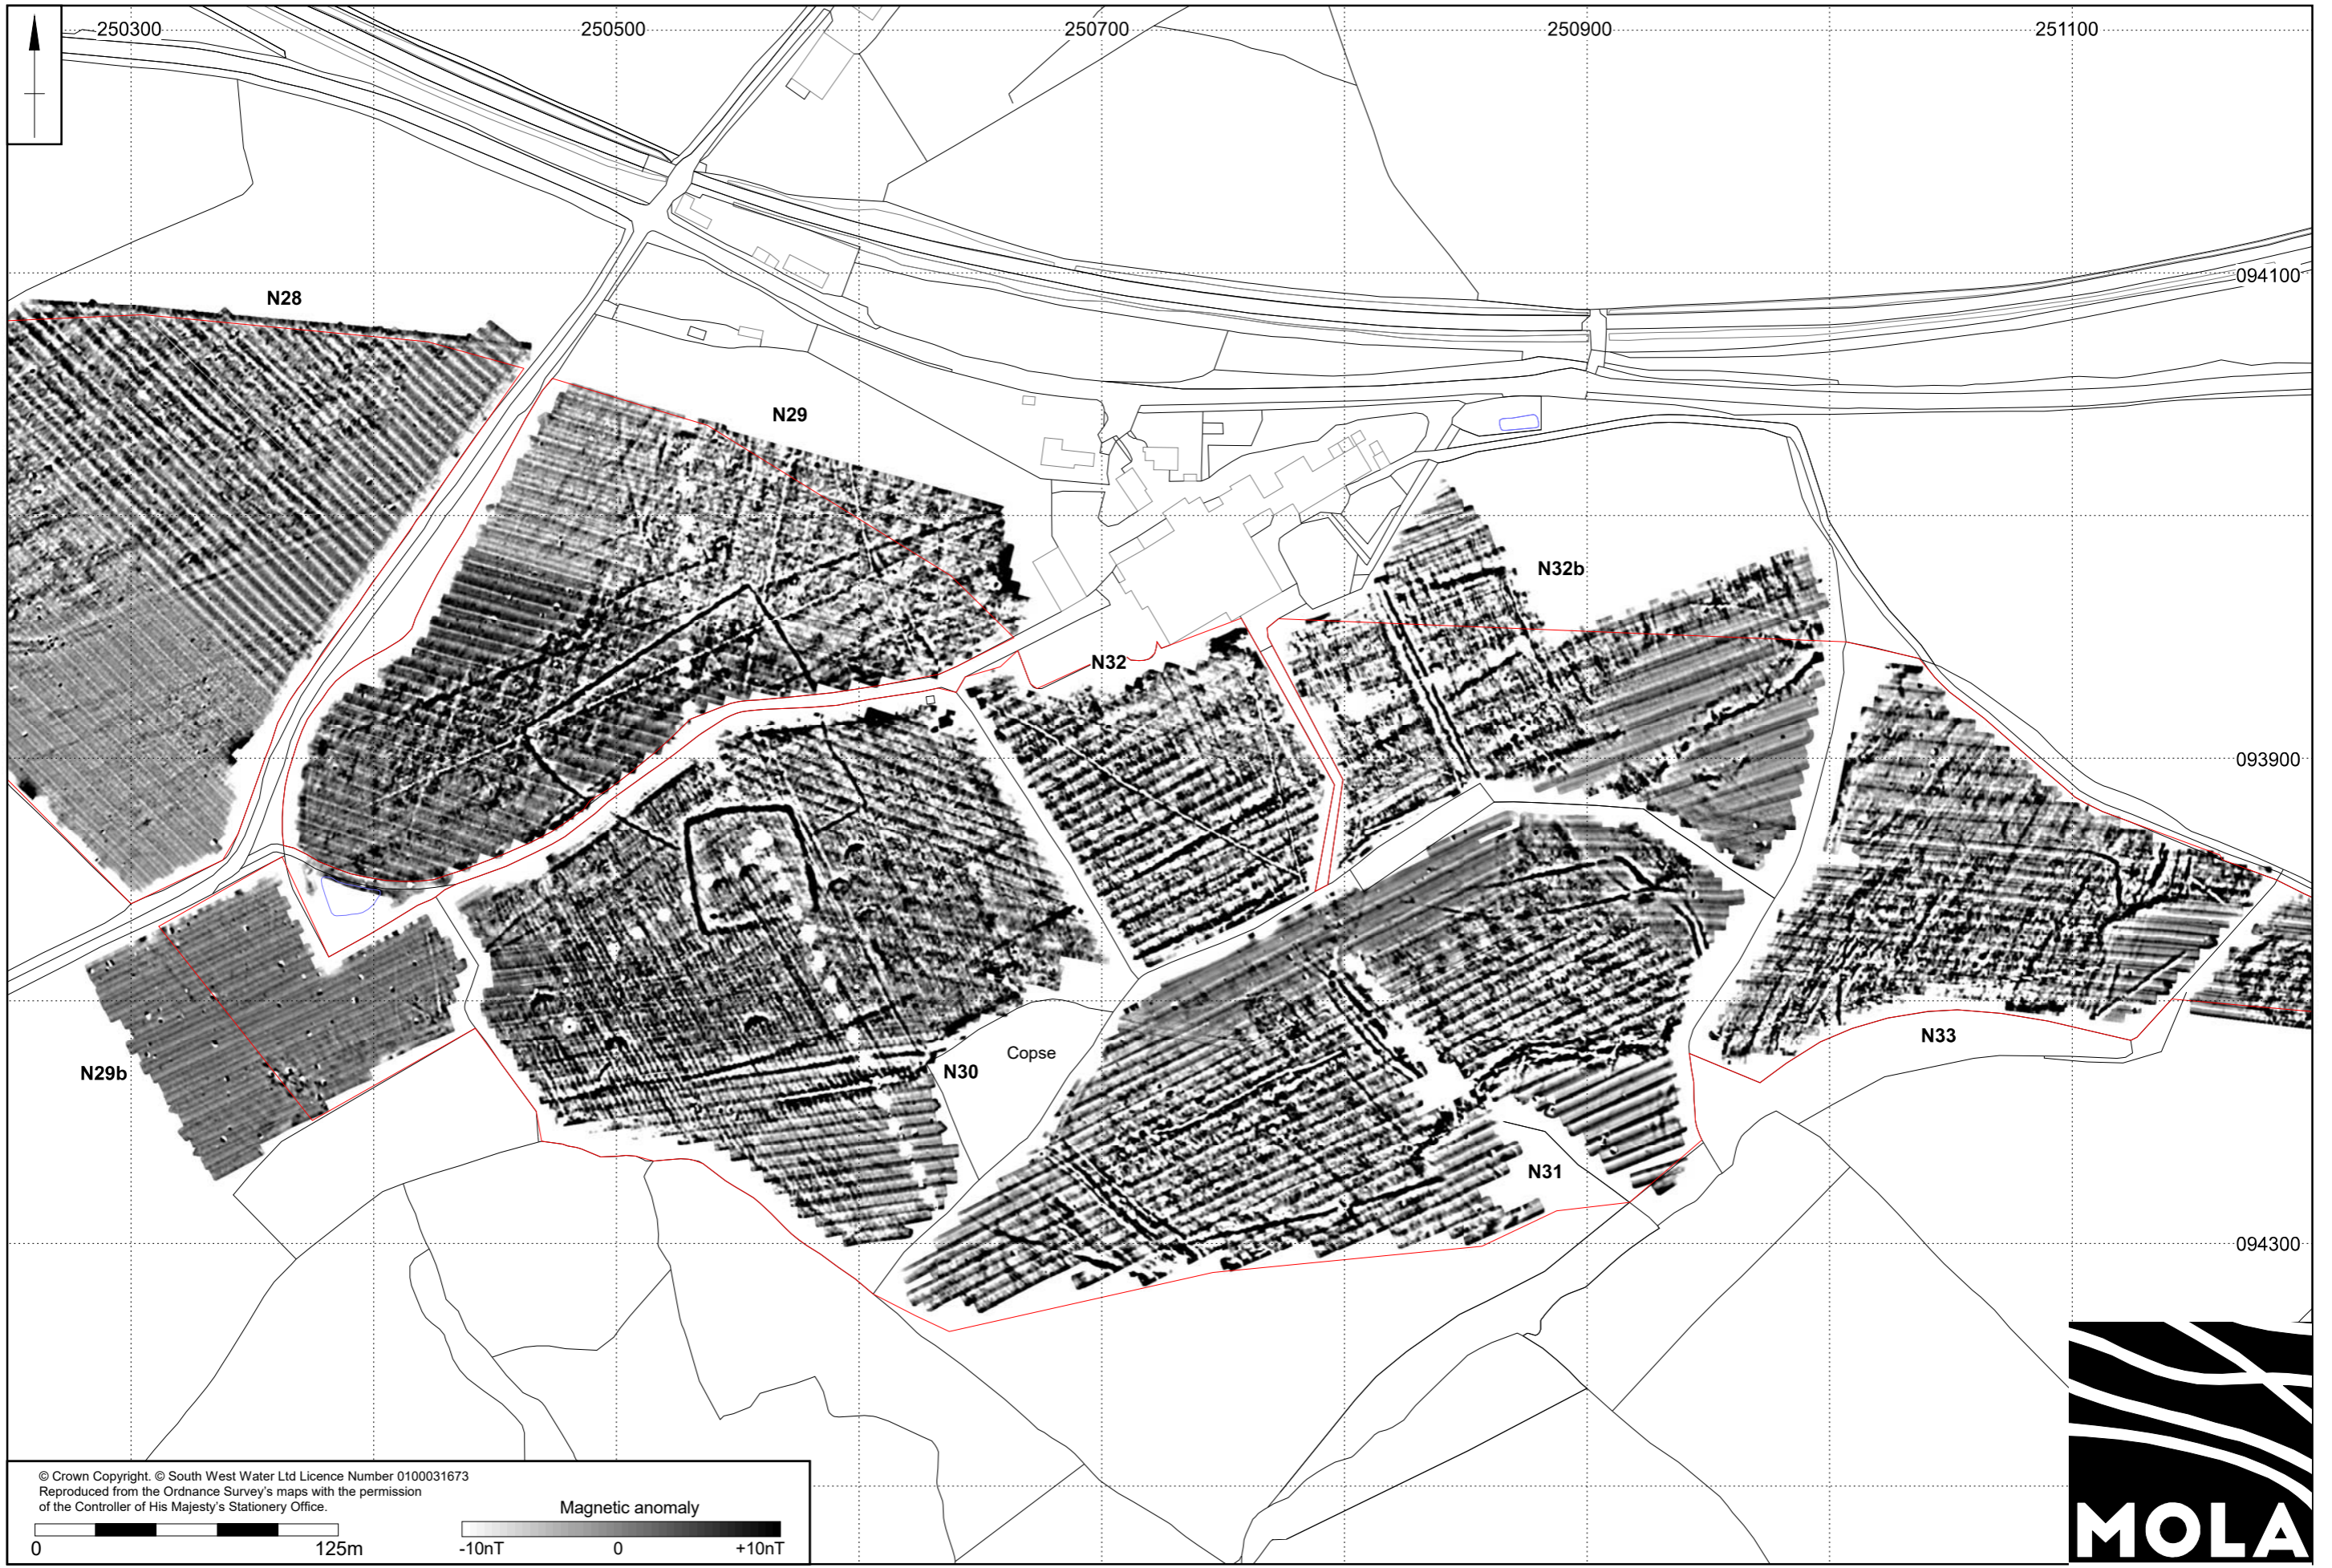 250300
250500
250700
250900
251100
094100
N28
N29
N32b
N32
093900
N33
Copse
N30
N29b
N31
094300
© Crown Copyright. © South West Water Ltd Licence Number 0100031673
Reproduced from the Ordnance Survey's maps with the permission
of the Controller of His Majesty's Stationery Office.
Magnetic anomaly
0
125m
-10nT
0
+10nT
MOLA